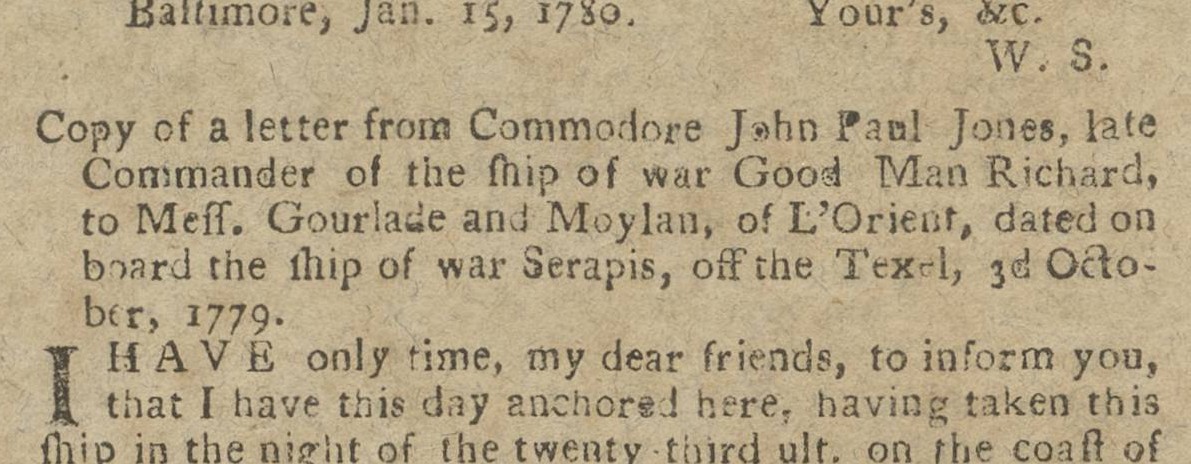 Baltimore, Jan. 15, 1780. Your's, &c.
W. S.
Copy of a letter from Commodore John Paul Jones, late
Commander of the ſhip of war Good Man Richard,
to Meſſ. Gourlade and Moylan, of L'Orient, dated on
board the ſhip of war Serapis, off the Texel, 3d Octo-
ber, 1779.
I HAVE only time, my dear friends, to inform you,
that I have this day anchored here, having taken this
ſhip in the night of the twenty third ult. on the coaſt of